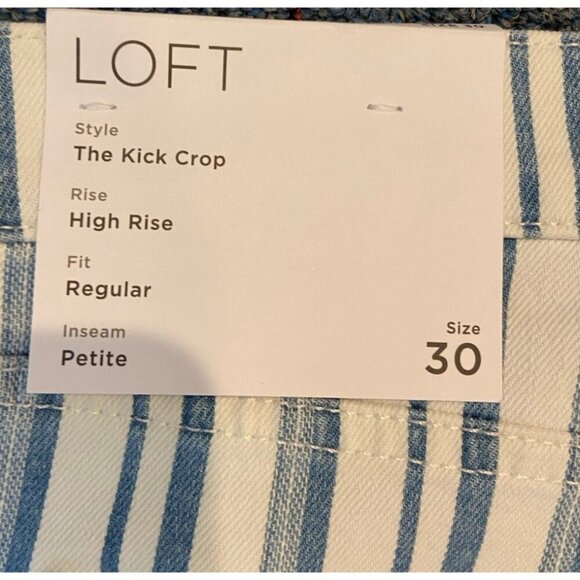 LOFT
Style
The Kick Crop
Rise
High Rise
Fit
Regular
Inseam
Petite
Size
30